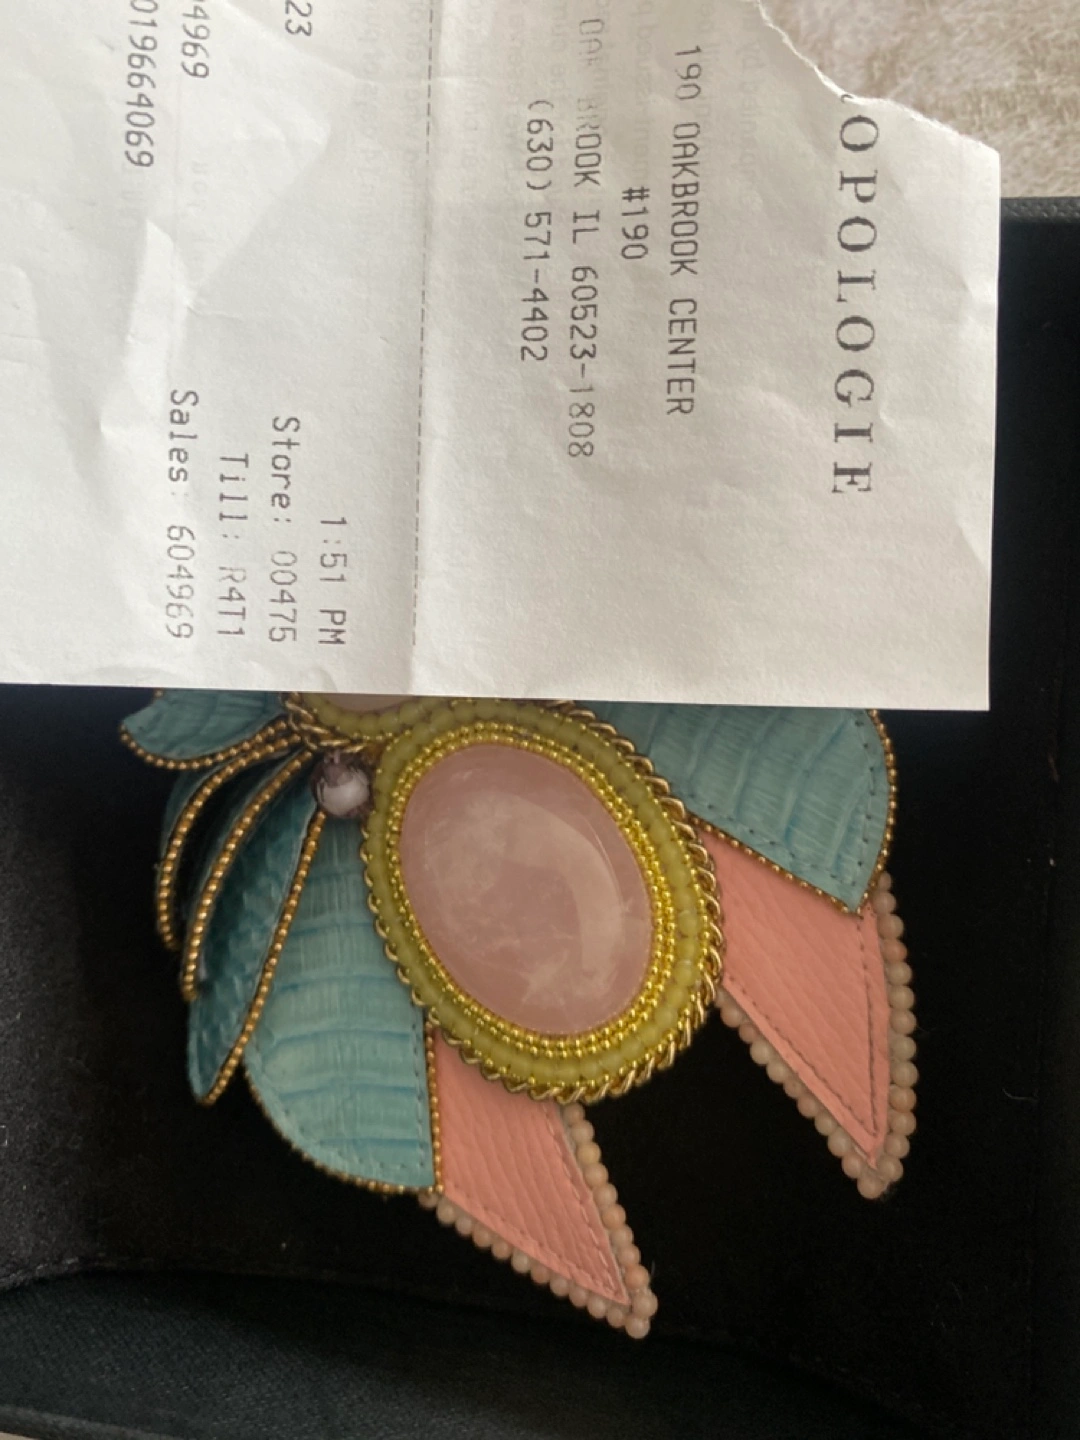 OPOLOGIE
190 OAKBROOK CENTER
#190
BROOK IL 60523-1808
(630) 571-4402
23 1:51 PM
Store: 00475
4969 Till: R4T1
019664069 Sales: 604969